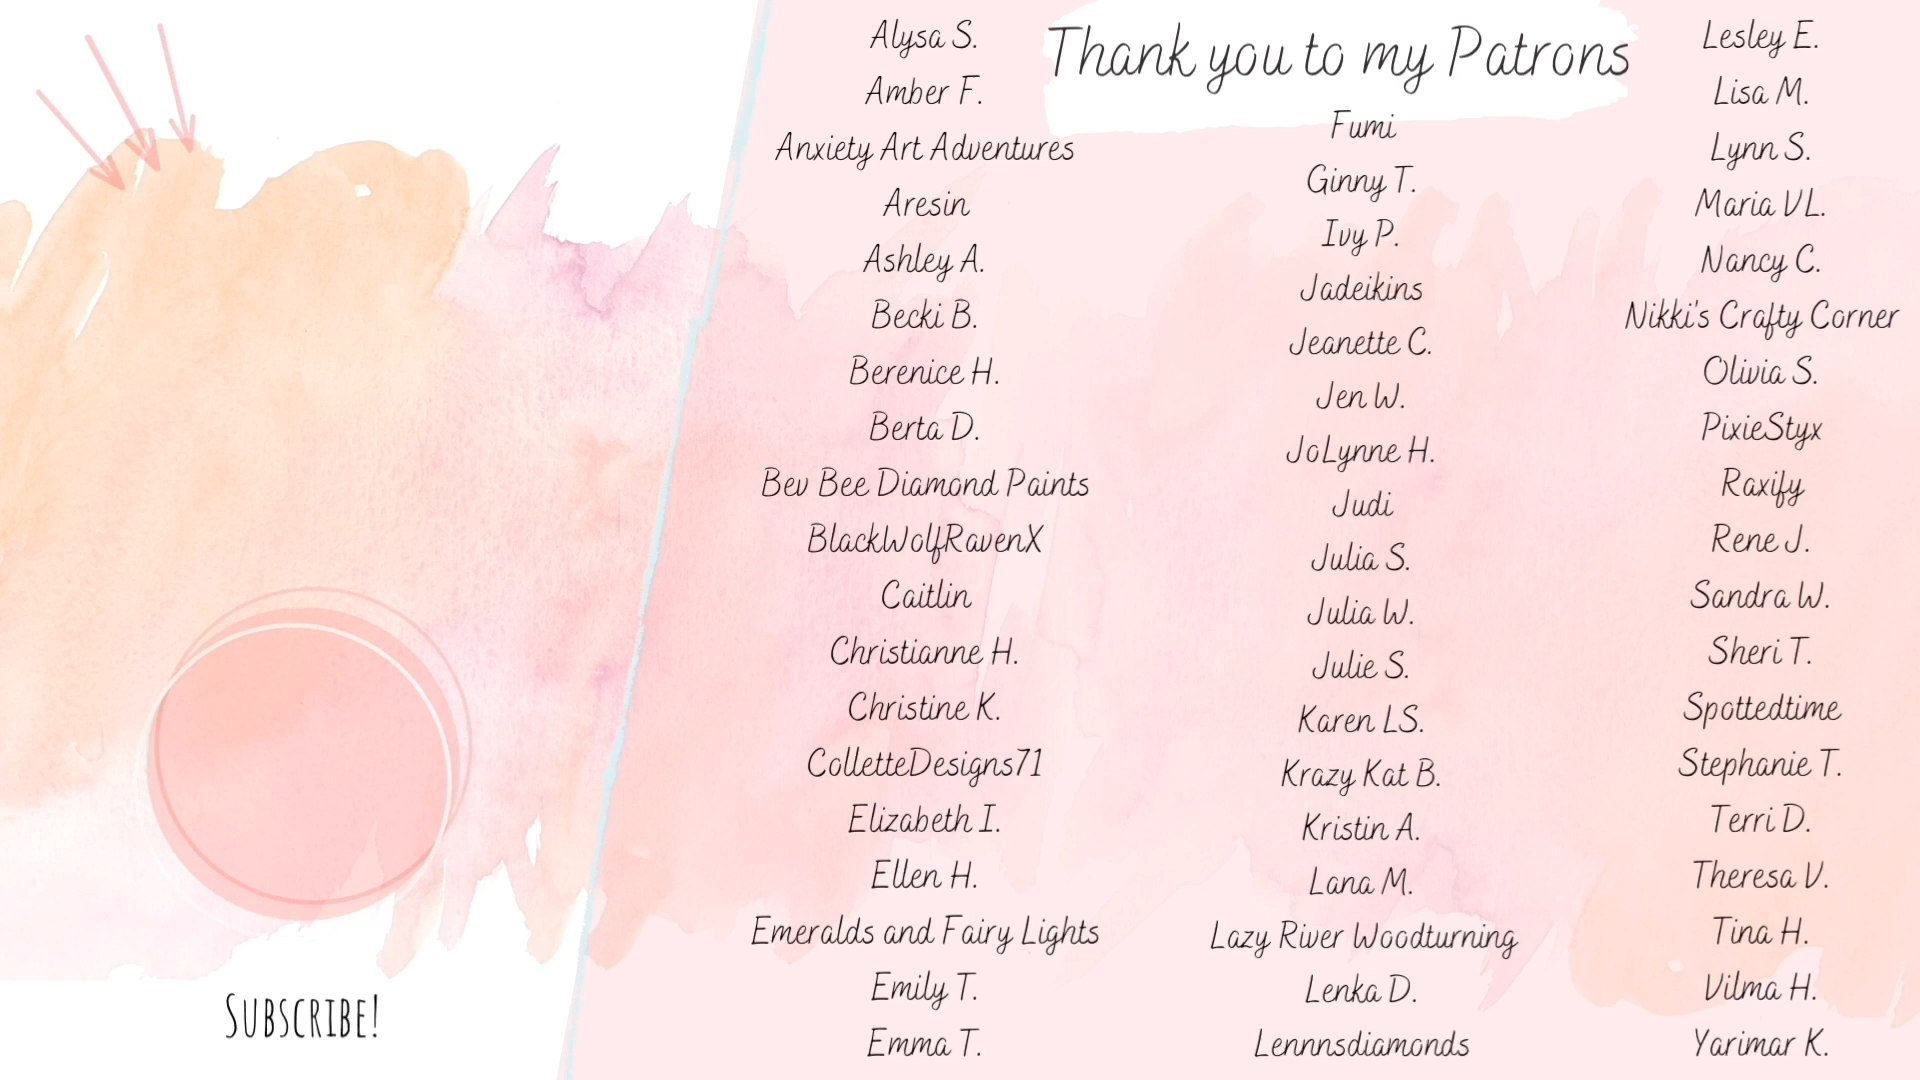 Thank you to my Patrons
Alysa S.
Amber F.
Anxiety Art Adventures
Aresin
Ashley A.
Becki B.
Berenice H.
Berta D.
Bev Bee Diamond Paints
BlackWolfRavenX
Caitlin
Christianne H.
Christine K.
ColletteDesigns71
Elizabeth I.
Ellen H.
Emeralds and Fairy Lights
Emily T.
Emma T.
Fumi
Ginny T.
Ivy P.
Jadeikins
Jeanette C.
Jen W.
JoLynne H.
Judi
Julia S.
Julia W.
Julie S.
Karen LS.
Krazy Kat B.
Kristin A.
Lana M.
Lazy River Woodturning
Lenka D.
Lennnsdiamonds
Lesley E.
Lisa M.
Lynn S.
Maria VL.
Nancy C.
Nikki's Crafty Corner
Olivia S.
PixieStyx
Raxify
Rene J.
Sandra W.
Sheri T.
Spottedtime
Stephanie T.
Terri D.
Theresa V.
Tina H.
Vilma H.
Yarimar K.
Subscribe!